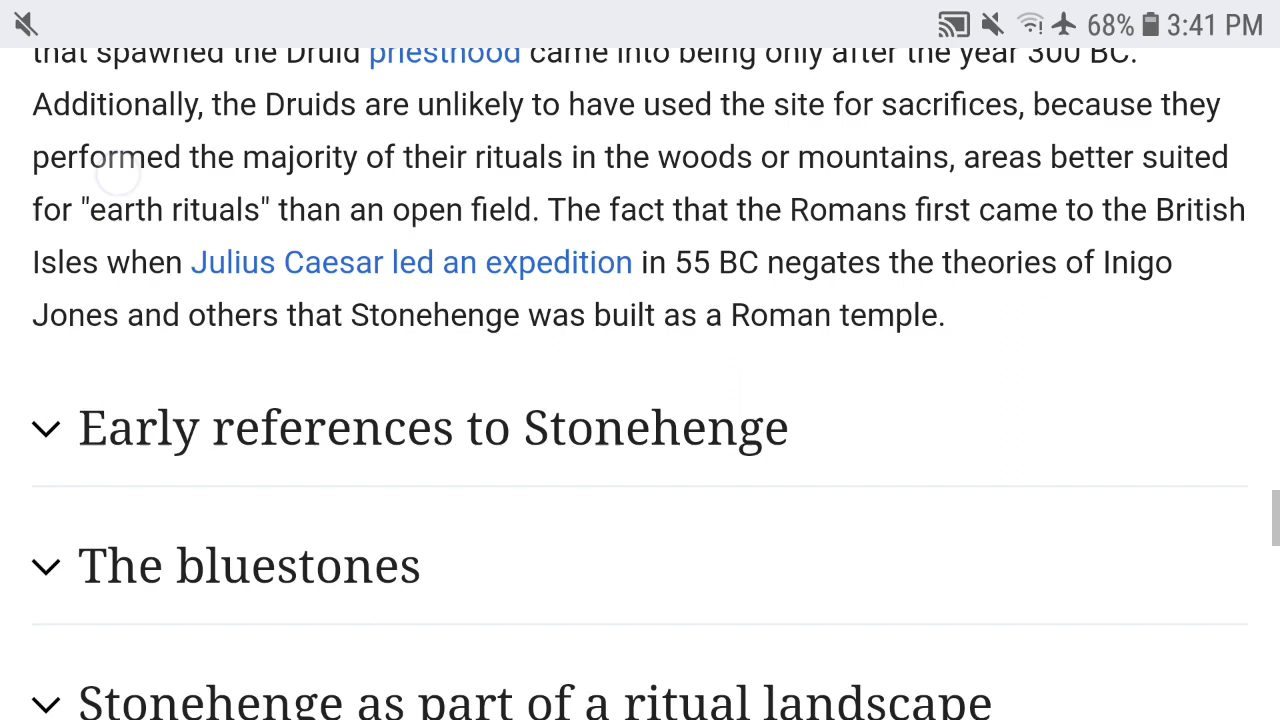 68% 3:41 PM
that spawned the Druid priesthood came into being only after the year 300 BC.
Additionally, the Druids are unlikely to have used the site for sacrifices, because they
performed the majority of their rituals in the woods or mountains, areas better suited
for "earth rituals" than an open field. The fact that the Romans first came to the British
Isles when Julius Caesar led an expedition in 55 BC negates the theories of Inigo
Jones and others that Stonehenge was built as a Roman temple.
Early references to Stonehenge
The bluestones
Stonehenge as part of a ritual landscape